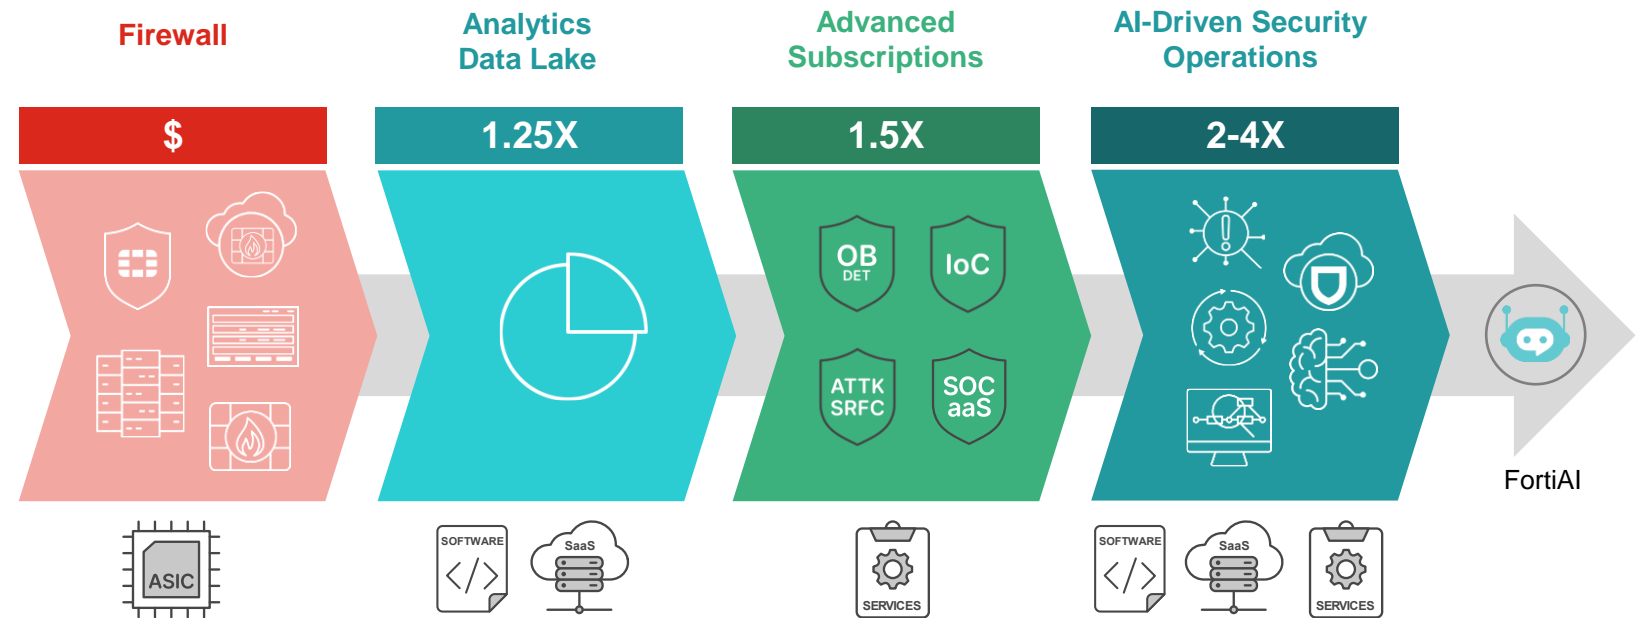 Firewall
Analytics
Data Lake
Advanced
Subscriptions
AI-Driven Security
Operations
$
1.25X
1.5X
2-4X
OB
DET
IoC
ATTK
SRFC
SOC
aaS
FortiAI
ASIC
SOFTWARE
SaaS
SERVICES
SOFTWARE
SaaS
SERVICES